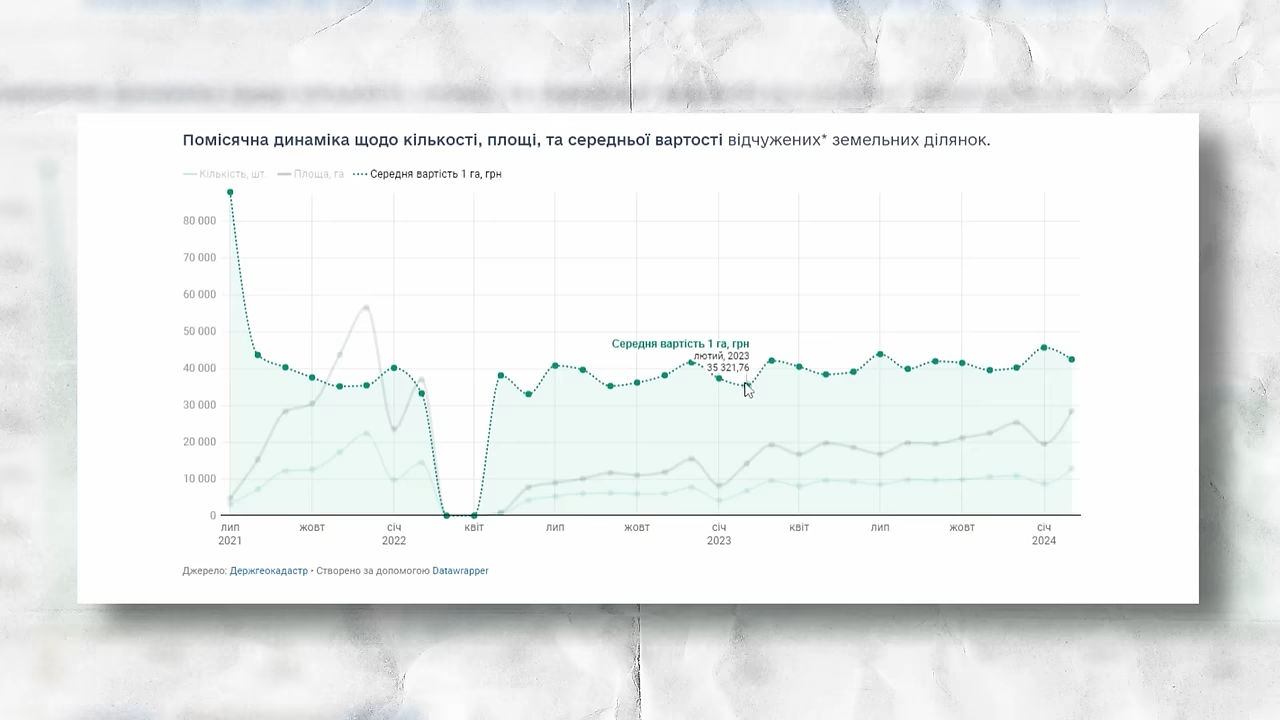 Помісячна динаміка щодо кількості, площі, та середньої вартості відчужених* земельних ділянок.
Кількість, шт. Площа, га Середня вартість 1 га, грн
80 000
70 000
60 000
50 000
40 000
30 000
20 000
10 000
0
Середня вартість 1 га, грн
лютий, 2023
35 321,76
лип жовт січ квіт лип жовт січ квіт лип жовт січ
2021 2022 2023 2024
Джерело: Держгеокадастр • Створено за допомогою Datawrapper